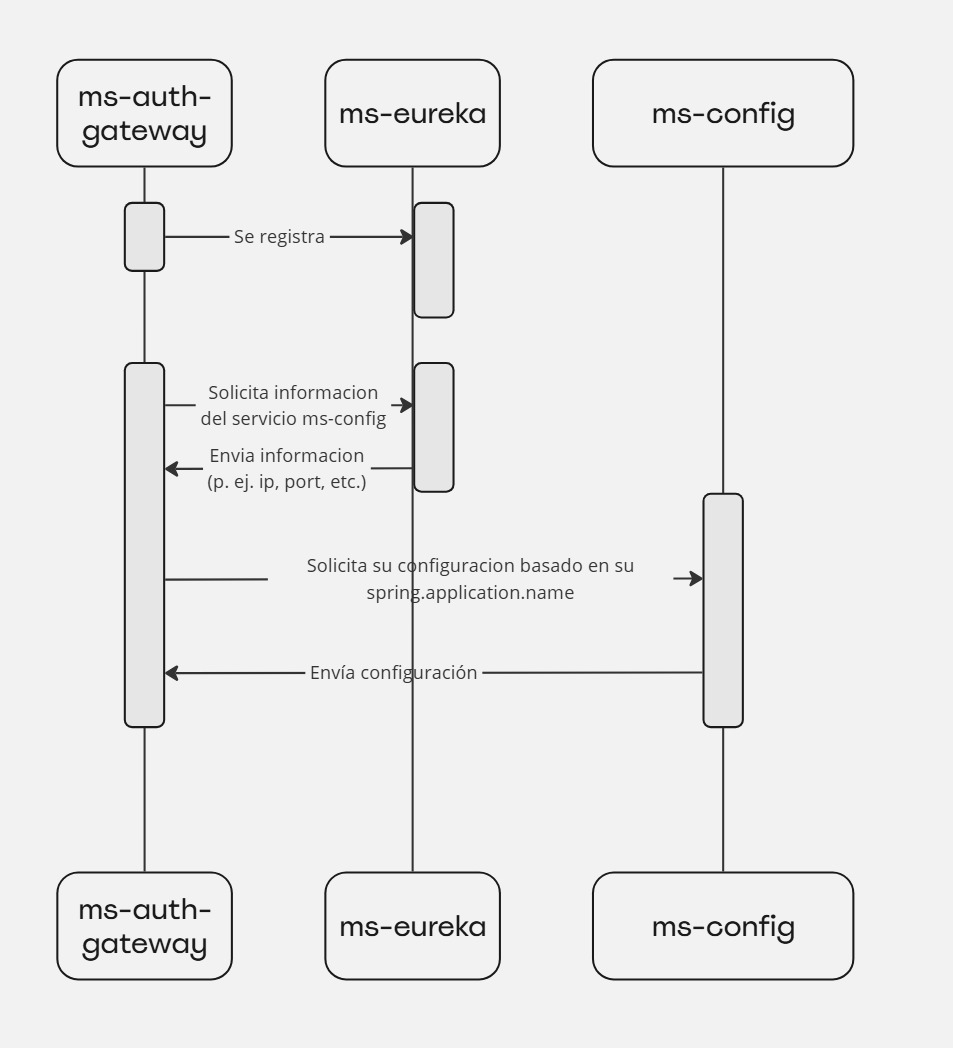 ms-auth-
gateway
ms-eureka
ms-config
Se registra
Solicita informacion
del servicio ms-config
Envia informacion
(p. ej. ip, port, etc.)
Solicita su configuracion basado en su
spring.application.name
Envía configuración
ms-auth-
gateway
ms-eureka
ms-config